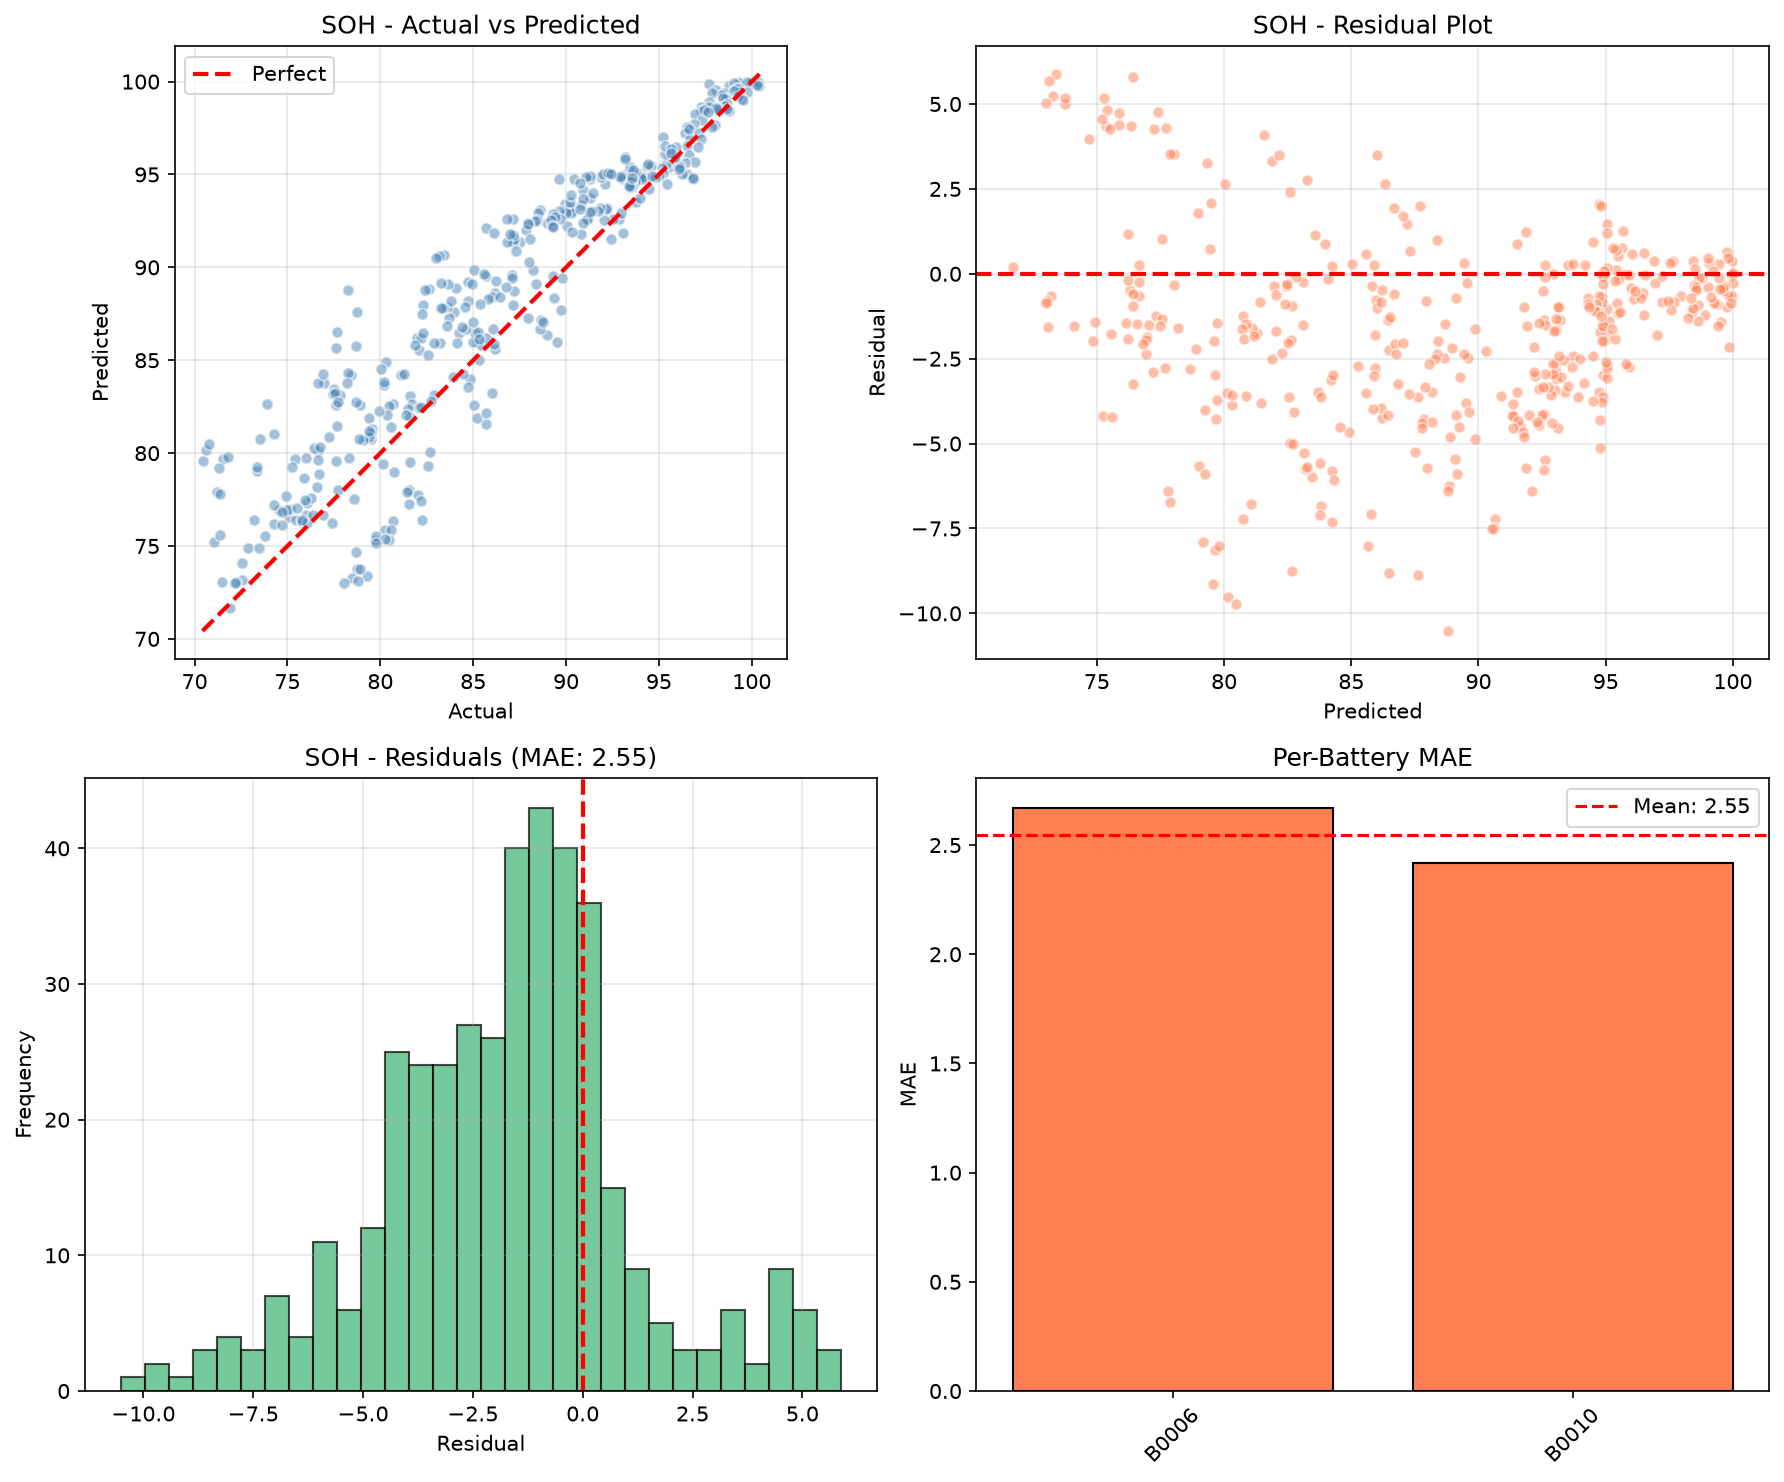 SOH - Actual vs Predicted
Perfect
100
95
90
85
80
75
70
Predicted
70 75 80 85 90 95 100
Actual
SOH - Residual Plot
5.0
2.5
0.0
−2.5
−5.0
−7.5
−10.0
Residual
75 80 85 90 95 100
Predicted
SOH - Residuals (MAE: 2.55)
40
30
20
10
0
Frequency
−10.0 −7.5 −5.0 −2.5 0.0 2.5 5.0
Residual
Per-Battery MAE
Mean: 2.55
2.5
2.0
1.5
1.0
0.5
0.0
MAE
B0006 B0010